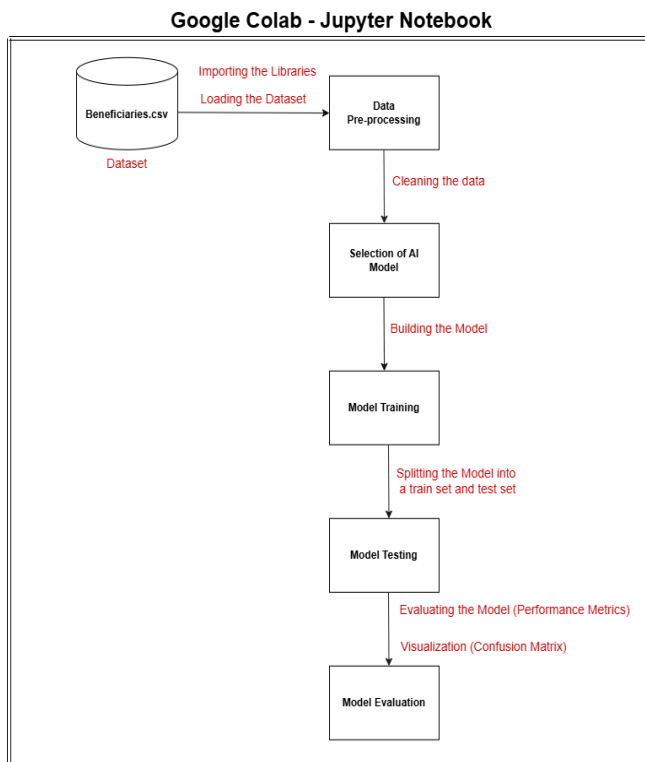 Google Colab - Jupyter Notebook
Importing the Libraries
Loading the Dataset
Beneficiaries.csv
Dataset
Data
Pre-processing
Cleaning the data
Selection of AI
Model
Building the Model
Model Training
Splitting the Model into
a train set and test set
Model Testing
Evaluating the Model (Performance Metrics)
Visualization (Confusion Matrix)
Model Evaluation